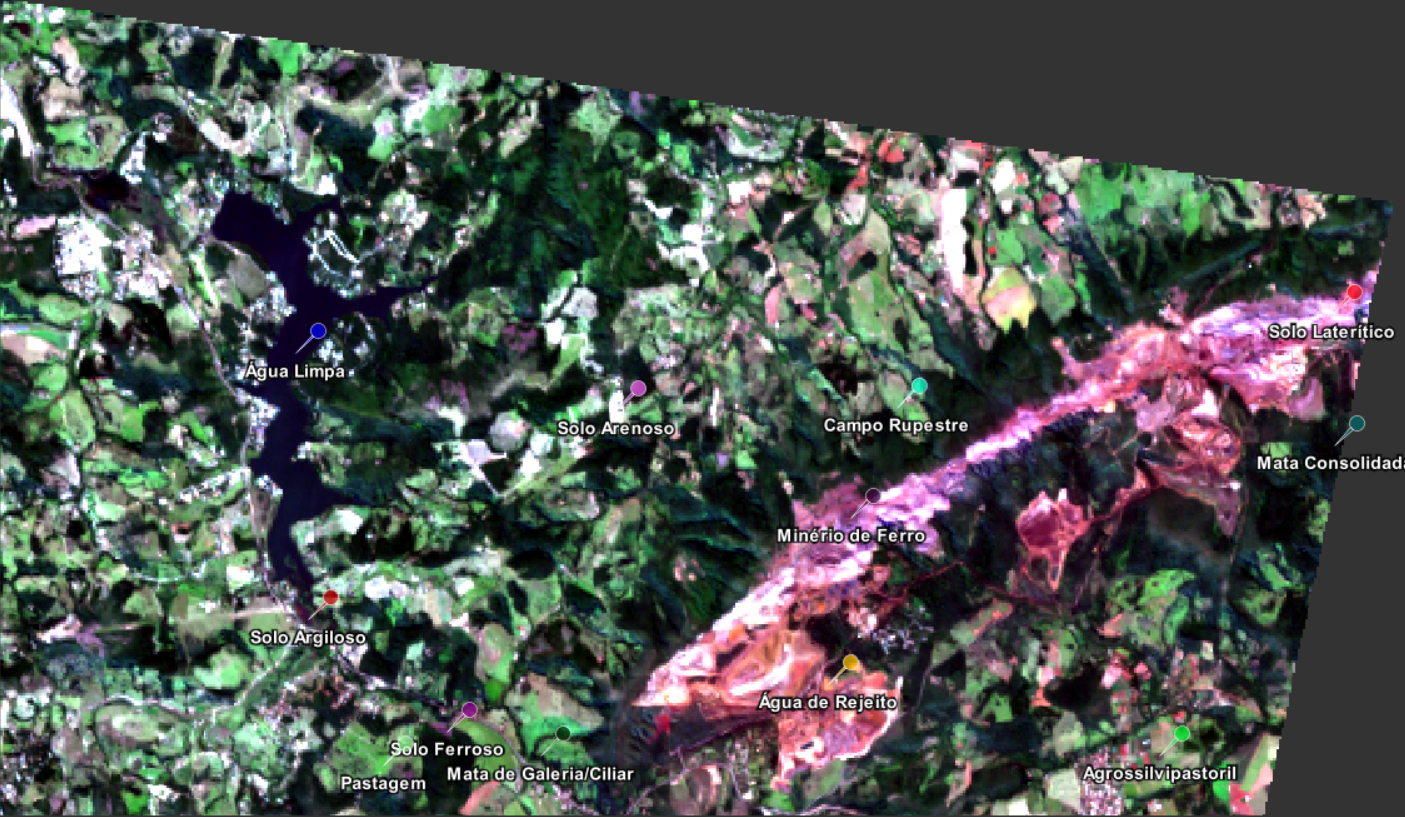 Solo Laterítico
Água Limpa
Solo Arenoso
Campo Rupestre
Mata Consolidada
Minério de Ferro
Solo Argiloso
Água de Rejeito
Solo Ferroso
Mata de Galeria/Ciliar
Agrossilvipastoril
Pastagem